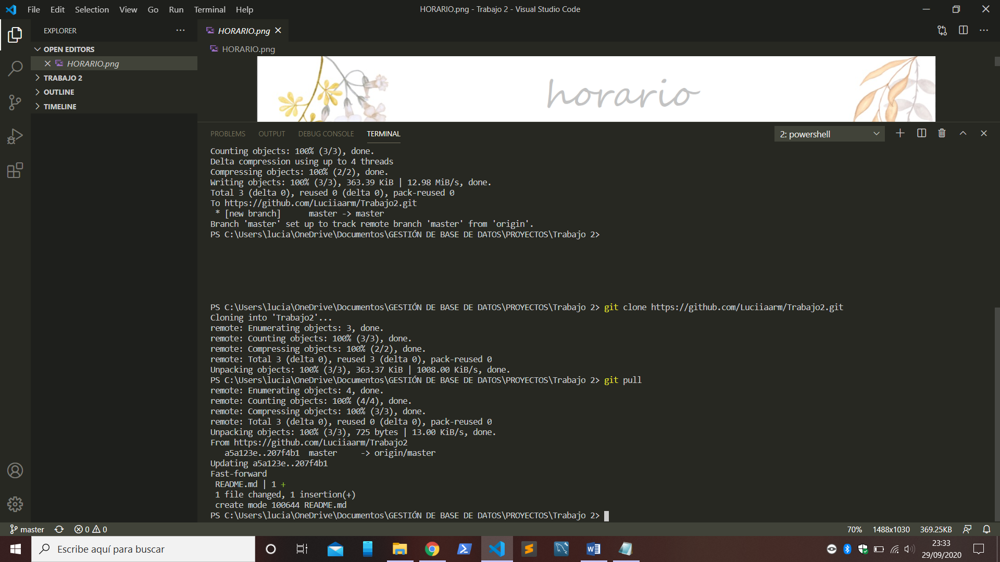 File Edit Selection View Go Run Terminal Help
HORARIO.png - Trabajo 2 - Visual Studio Code
EXPLORER
HORARIO.png
OPEN EDITORS
HORARIO.png
HORARIO.png
TRABAJO 2
OUTLINE
TIMELINE
horario
PROBLEMS OUTPUT DEBUG CONSOLE TERMINAL
2: powershell
Counting objects: 100% (3/3), done.
Delta compression using up to 4 threads
Compressing objects: 100% (2/2), done.
Writing objects: 100% (3/3), 363.39 KiB | 12.98 MiB/s, done.
Total 3 (delta 0), reused 0 (delta 0), pack-reused 0
To https://github.com/Luciiaarm/Trabajo2.git
* [new branch]      master -> master
Branch 'master' set up to track remote branch 'master' from 'origin'.
PS C:\Users\lucia\OneDrive\Documentos\GESTIÓN DE BASE DE DATOS\PROYECTOS\Trabajo 2>
PS C:\Users\lucia\OneDrive\Documentos\GESTIÓN DE BASE DE DATOS\PROYECTOS\Trabajo 2> git clone https://github.com/Luciiaarm/Trabajo2.git
Cloning into 'Trabajo2'...
remote: Enumerating objects: 3, done.
remote: Counting objects: 100% (3/3), done.
remote: Compressing objects: 100% (2/2), done.
remote: Total 3 (delta 0), reused 3 (delta 0), pack-reused 0
Unpacking objects: 100% (3/3), 363.37 KiB | 1008.00 KiB/s, done.
PS C:\Users\lucia\OneDrive\Documentos\GESTIÓN DE BASE DE DATOS\PROYECTOS\Trabajo 2> git pull
remote: Enumerating objects: 4, done.
remote: Counting objects: 100% (4/4), done.
remote: Compressing objects: 100% (3/3), done.
remote: Total 3 (delta 0), reused 0 (delta 0), pack-reused 0
Unpacking objects: 100% (3/3), 725 bytes | 13.00 KiB/s, done.
From https://github.com/Luciiaarm/Trabajo2
a5a123e..207f4b1  master     -> origin/master
Updating a5a123e..207f4b1
Fast-forward
README.md | 1 +
1 file changed, 1 insertion(+)
create mode 100644 README.md
PS C:\Users\lucia\OneDrive\Documentos\GESTIÓN DE BASE DE DATOS\PROYECTOS\Trabajo 2>
master 0 0
70% 1488x1030 369.25KB
Escribe aquí para buscar
23:33
29/09/2020